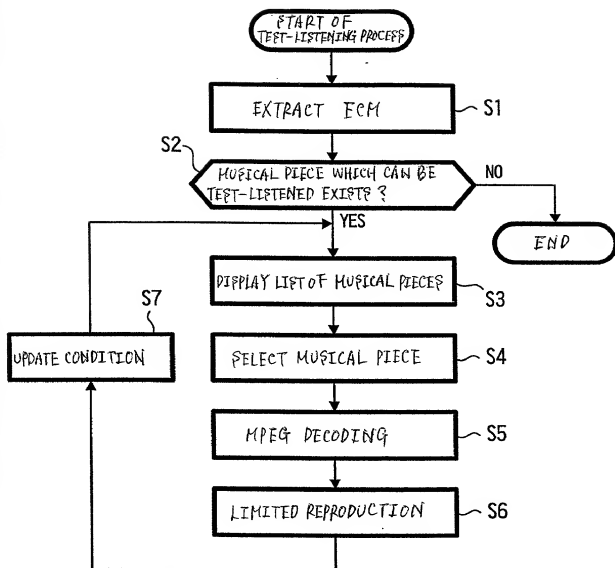 START OF
TEST-LISTENING PROCESS
EXTRACT ECM
S1
S2
MUSICAL PIECE WHICH CAN BE
TEST-LISTENED EXISTS?
NO
YES
END
DISPLAY LIST OF MUSICAL PIECES
S3
S7
UPDATE CONDITION
SELECT MUSICAL PIECE
S4
MPEG DECODING
S5
LIMITED REPRODUCTION
S6